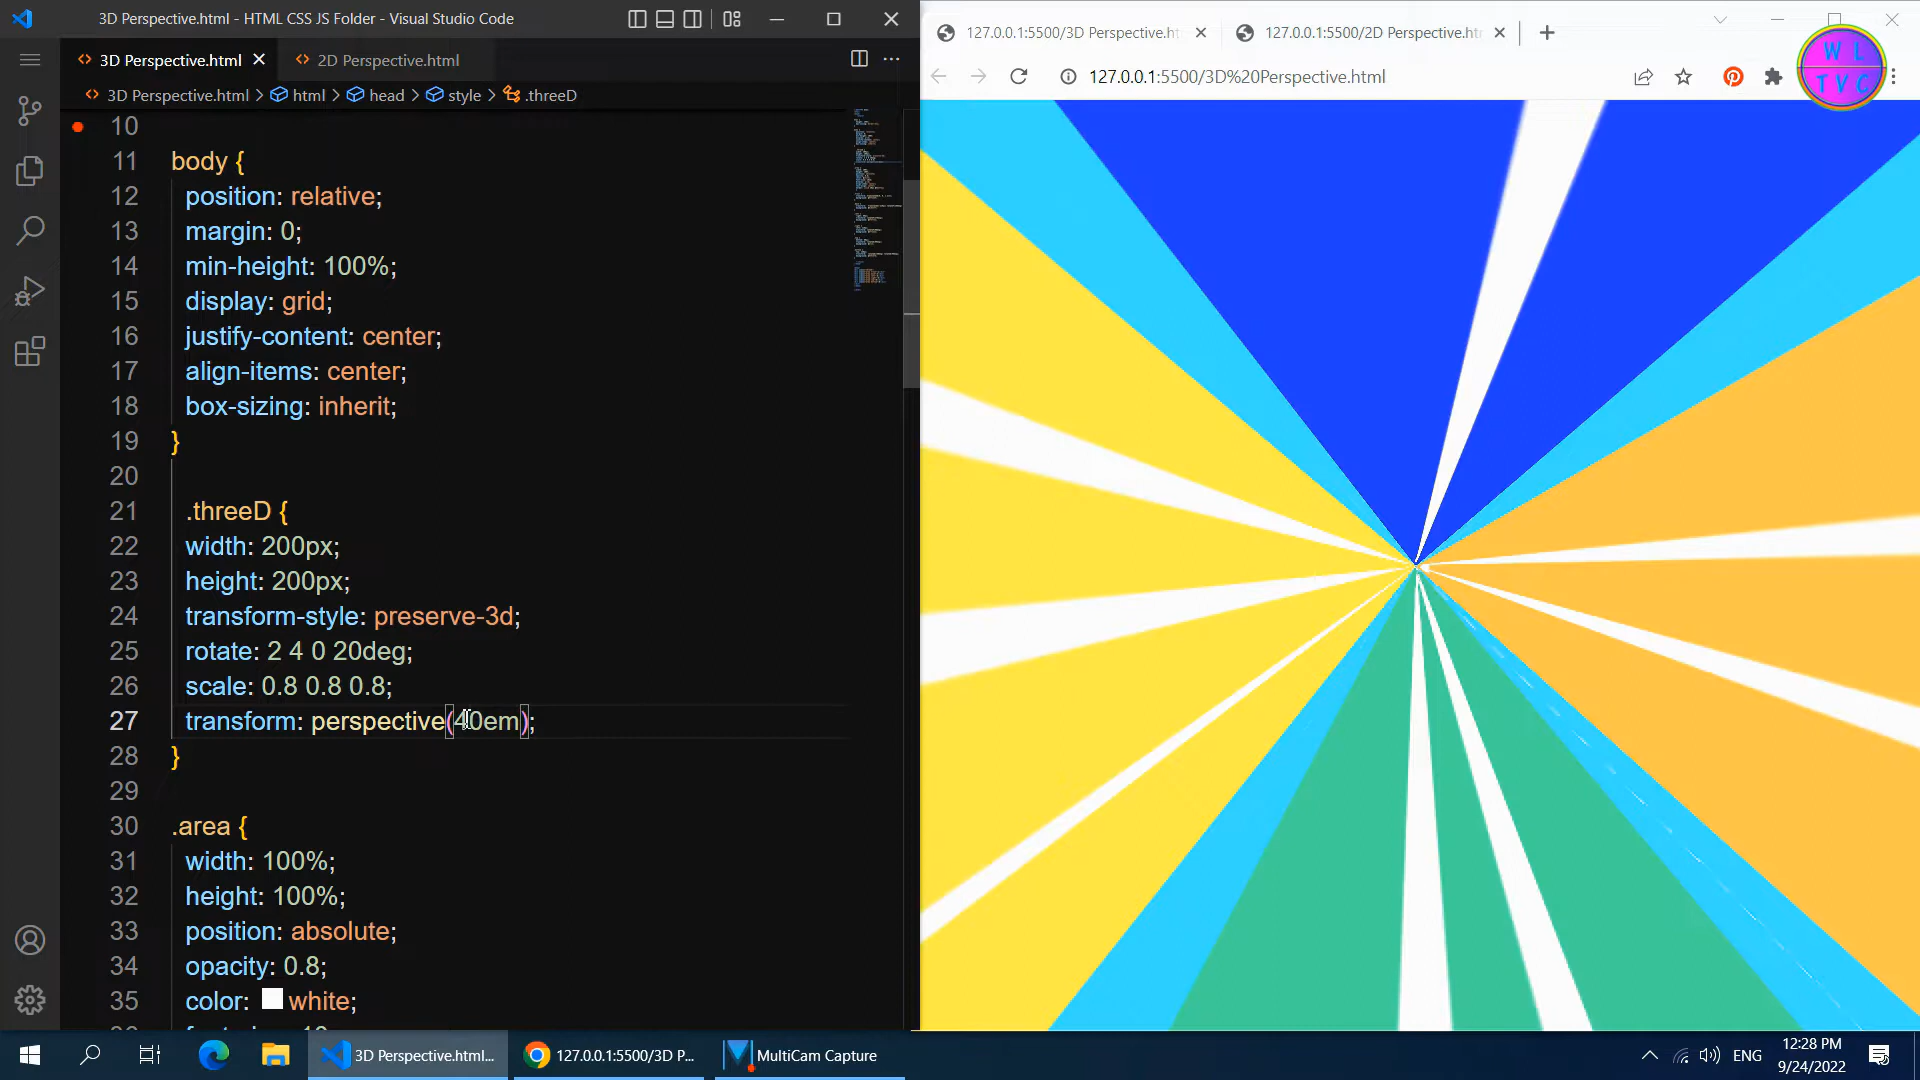 3D Perspective.html - HTML CSS JS Folder - Visual Studio Code
3D Perspective.html
2D Perspective.html
3D Perspective.html > html > head > style > .threeD
10
11 body {
12 position: relative;
13 margin: 0;
14 min-height: 100%;
15 display: grid;
16 justify-content: center;
17 align-items: center;
18 box-sizing: inherit;
19 }
20
21 .threeD {
22 width: 200px;
23 height: 200px;
24 transform-style: preserve-3d;
25 rotate: 2 4 0 20deg;
26 scale: 0.8 0.8 0.8;
27 transform: perspective(40em);
28 }
29
30 .area {
31 width: 100%;
32 height: 100%;
33 position: absolute;
34 opacity: 0.8;
35 color: white;
127.0.0.1:5500/3D Perspective.ht
127.0.0.1:5500/2D Perspective.ht
127.0.0.1:5500/3D%20Perspective.html
W L
T V C
3D Perspective.html...
127.0.0.1:5500/3D P...
MultiCam Capture
ENG
12:28 PM
9/24/2022